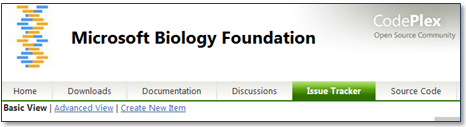 CodePlex
Open Source Community
Microsoft Biology Foundation
Home Downloads Documentation Discussions Issue Tracker Source Code
Basic View | Advanced View | Create New Item